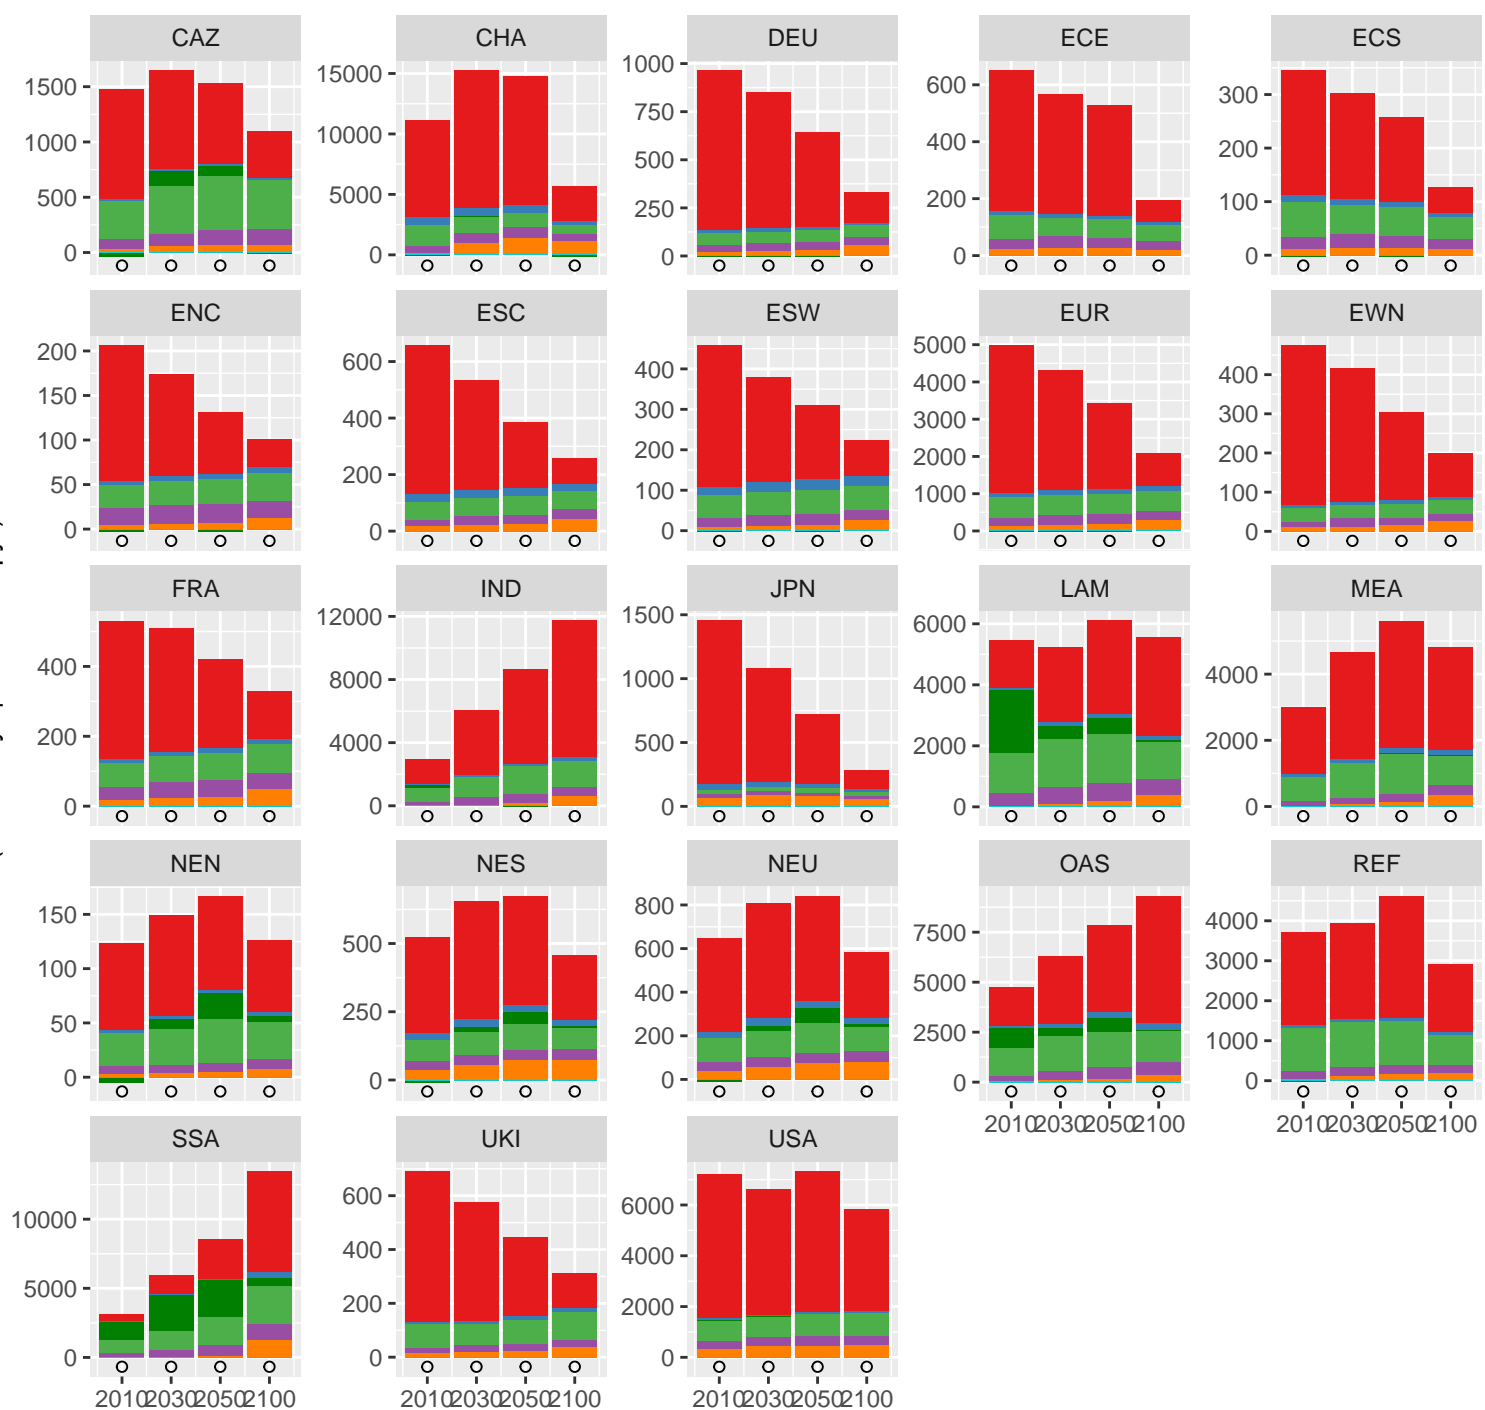 CAZ CHA DEU ECE ECS
1500 1000 500 0
15000 10000 5000 0
1000 750 500 250 0
600 400 200 0
300 200 100 0
ENC ESC ESW EUR EWN
200 150 100 50 0
600 400 200 0
400 300 200 100 0
5000 4000 3000 2000 1000 0
400 300 200 100 0
FRA IND JPN LAM MEA
400 200 0
12000 8000 4000 0
1500 1000 500 0
6000 4000 2000 0
4000 2000 0
NEN NES NEU OAS REF
150 100 50 0
500 250 0
800 600 400 200 0
7500 5000 2500 0
4000 3000 2000 1000 0
2010 2030 2050 2100
2010 2030 2050 2100
SSA UKI USA
10000 5000 0
600 400 200 0
6000 4000 2000 0
2010 2030 2050 2100
2010 2030 2050 2100
2010 2030 2050 2100